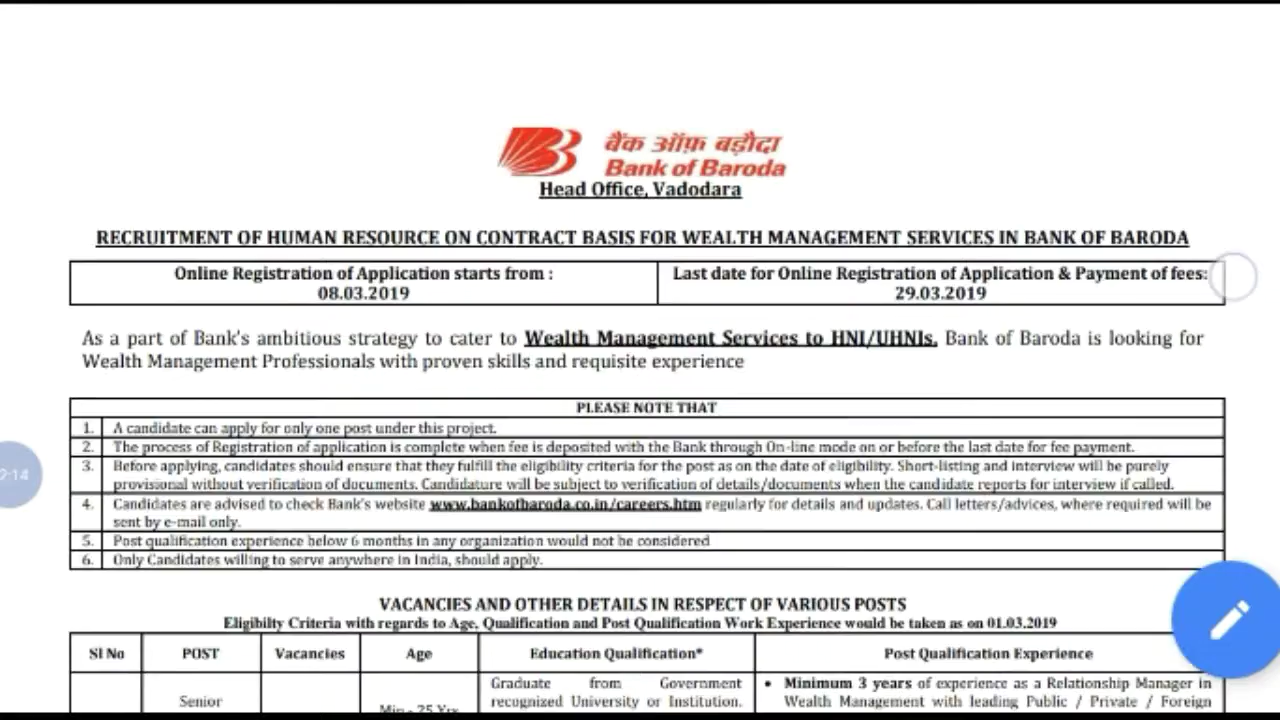 बैंक ऑफ़ बड़ौदा
Bank of Baroda
Head Office, Vadodara
RECRUITMENT OF HUMAN RESOURCE ON CONTRACT BASIS FOR WEALTH MANAGEMENT SERVICES IN BANK OF BARODA
Online Registration of Application starts from :
08.03.2019
Last date for Online Registration of Application & Payment of fees:
29.03.2019
As a part of Bank's ambitious strategy to cater to Wealth Management Services to HNI/UHNIs, Bank of Baroda is looking for
Wealth Management Professionals with proven skills and requisite experience
PLEASE NOTE THAT
1. A candidate can apply for only one post under this project.
2. The process of Registration of application is complete when fee is deposited with the Bank through On-line mode on or before the last date for fee payment.
3. Before applying, candidates should ensure that they fulfill the eligibility criteria for the post as on the date of eligibility. Short-listing and interview will be purely
provisional without verification of documents. Candidature will be subject to verification of details/documents when the candidate reports for interview if called.
4. Candidates are advised to check Bank's website www.bankofbaroda.co.in/careers.htm regularly for details and updates. Call letters/advices, where required will be
sent by e-mail only.
5. Post qualification experience below 6 months in any organization would not be considered
6. Only Candidates willing to serve anywhere in India, should apply.
VACANCIES AND OTHER DETAILS IN RESPECT OF VARIOUS POSTS
Eligibilty Criteria with regards to Age, Qualification and Post Qualification Work Experience would be taken as on 01.03.2019
Sl No POST Vacancies Age Education Qualification* Post Qualification Experience
Senior
Min - 25 Yrs
Graduate from Government
recognized University or Institution.
• Minimum 3 years of experience as a Relationship Manager in
Wealth Management with leading Public / Private / Foreign